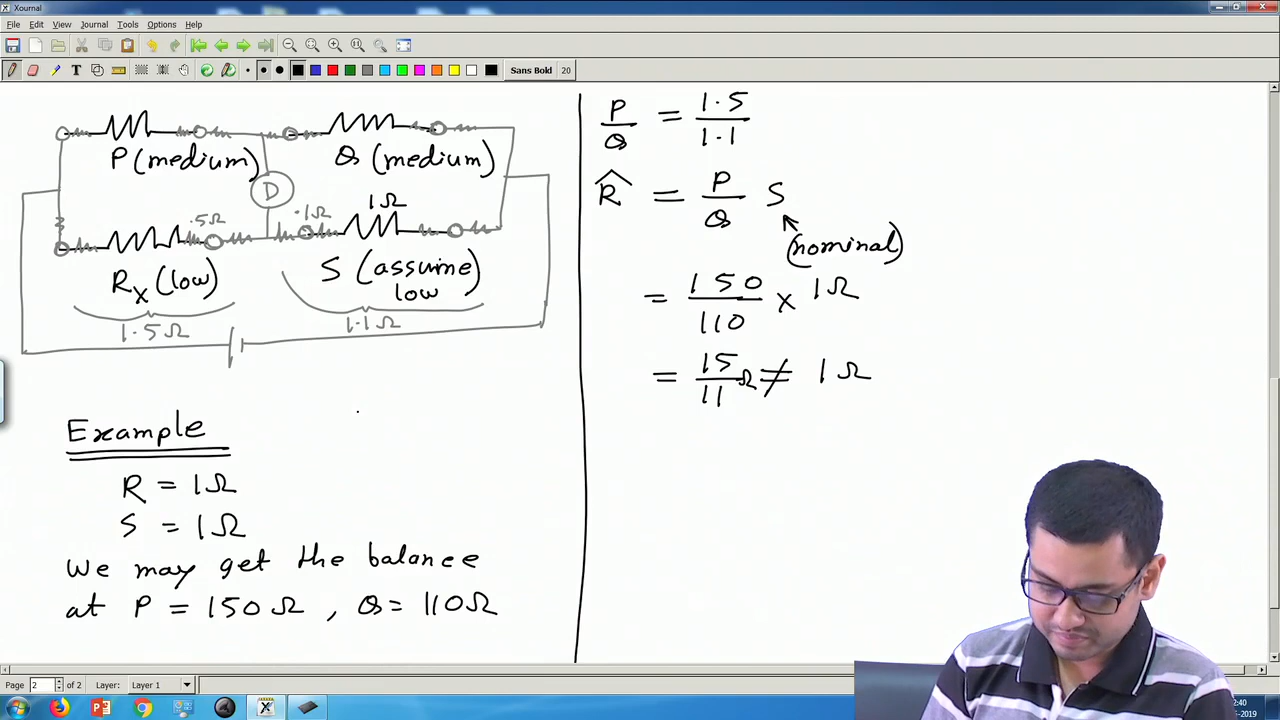 Xournal
File Edit View Journal Tools Options Help
Sans Bold 20
P (medium)
Q (medium)
D
.5Ω
.1Ω
1Ω
Rx (low)
S (assume low)
1.5Ω
1.1Ω
Example
R = 1Ω
S = 1Ω
We may get the balance
at P = 150Ω, Q = 110Ω
P/Q = 1.5/1.1
R̂ = P/Q S
(nominal)
= 150/110 x 1Ω
= 15/11 Ω ≠ 1Ω
Page 2 of 2 Layer: Layer 1